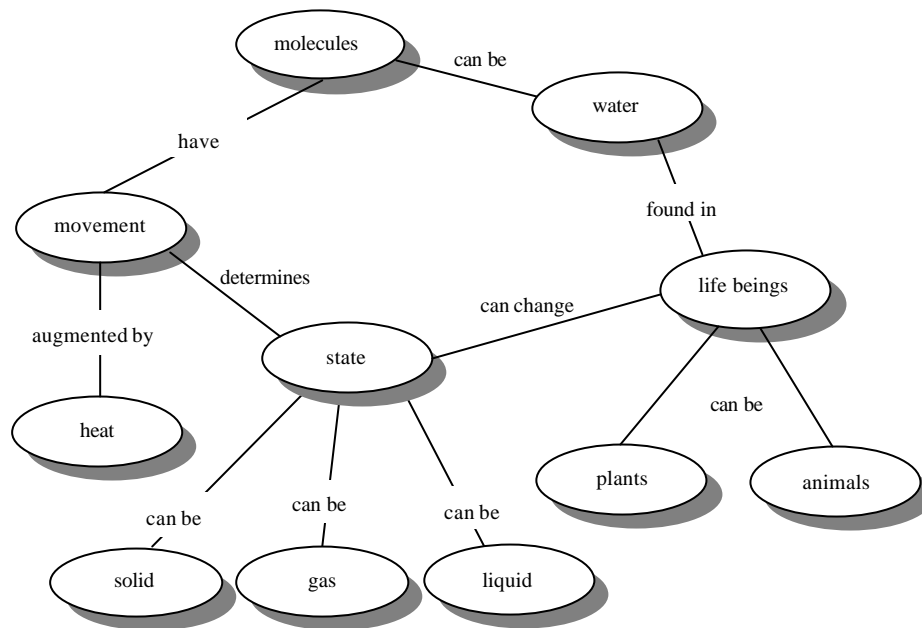 molecules
can be
water
have
found in
movement
determines
life beings
can change
augmented by
state
can be
heat
plants
animals
can be
can be
can be
solid
gas
liquid